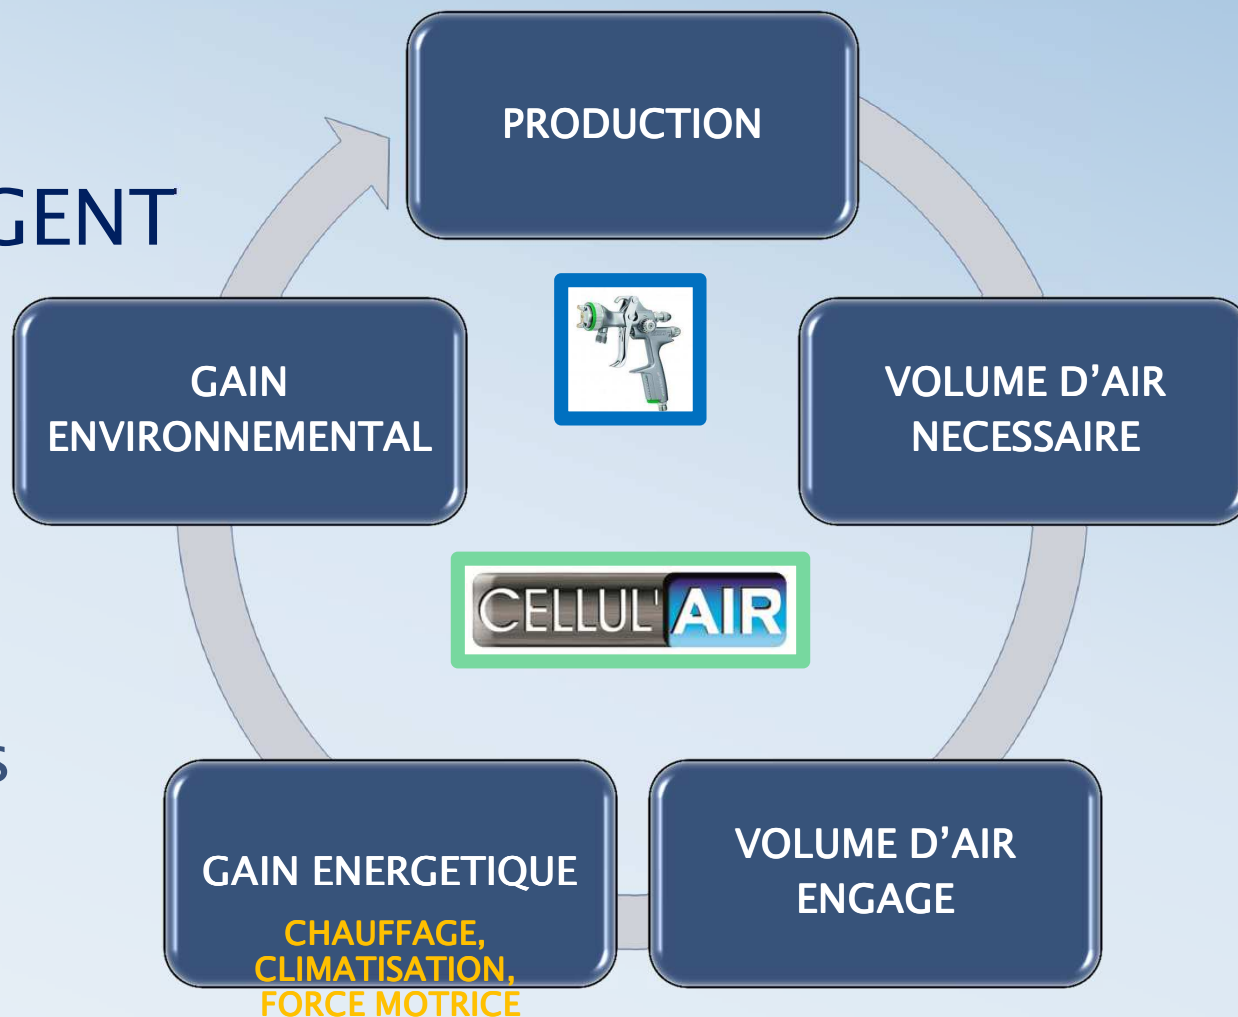 PRODUCTION
GENT
GAIN
ENVIRONNEMENTAL
VOLUME D’AIR
NECESSAIRE
CELLUL'AIR
S
GAIN ENERGETIQUE
CHAUFFAGE,
CLIMATISATION,
FORCE MOTRICE
VOLUME D’AIR
ENGAGE